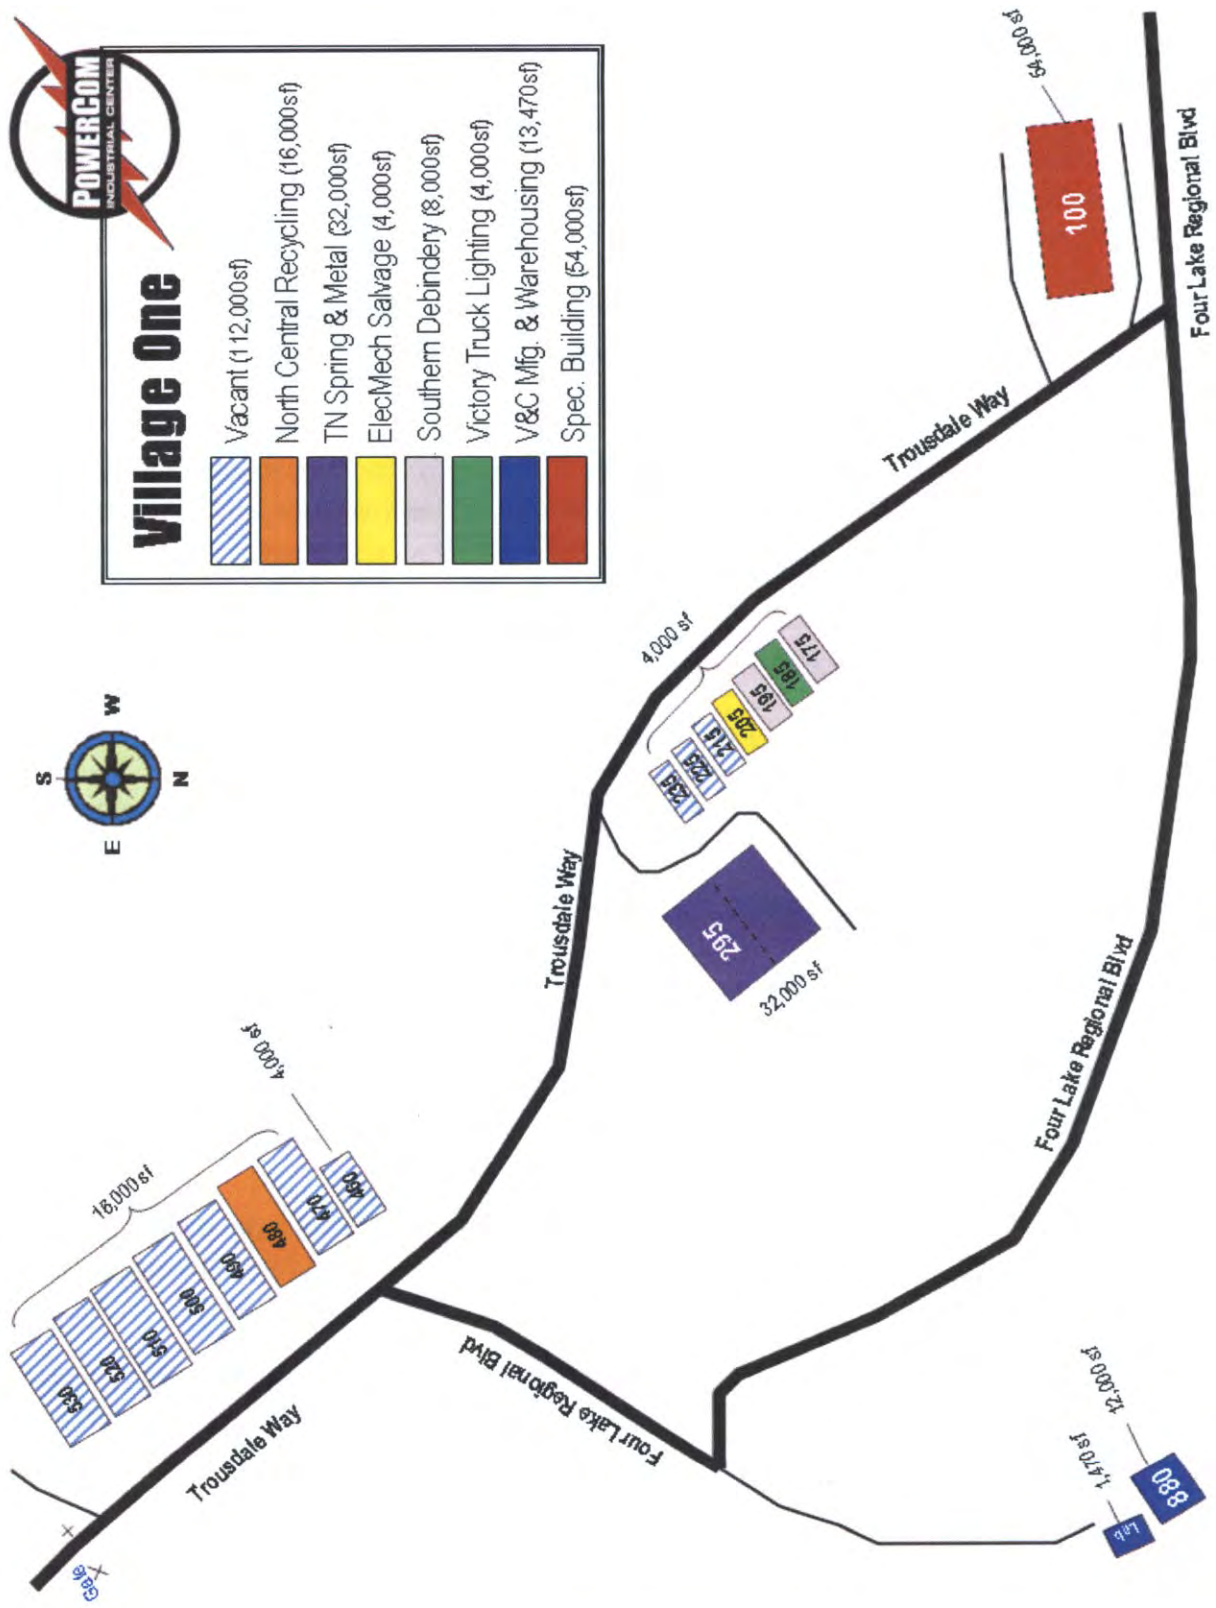 POWERCOM
INDUSTRIAL CENTER
Village One
Vacant (112,000sf)
North Central Recycling (16,000sf)
TN Spring & Metal (32,000sf)
ElecMech Salvage (4,000sf)
Southern Debindery (8,000sf)
Victory Truck Lighting (4,000sf)
V&C Mfg. & Warehousing (13,470sf)
Spec. Building (54,000sf)
S
E
W
N
Gate
Trousdale Way
16,000 sf
530
520
510
500
490
480
470
460
4,000 sf
Trousdale Way
4,000 sf
235
225
215
205
195
185
175
295
32,000 sf
Trousdale Way
54,000 sf
100
Four Lake Regional Blvd
Four Lake Regional Blvd
Four Lake Regional Blvd
1,470 sf
12,000 sf
Lab
880